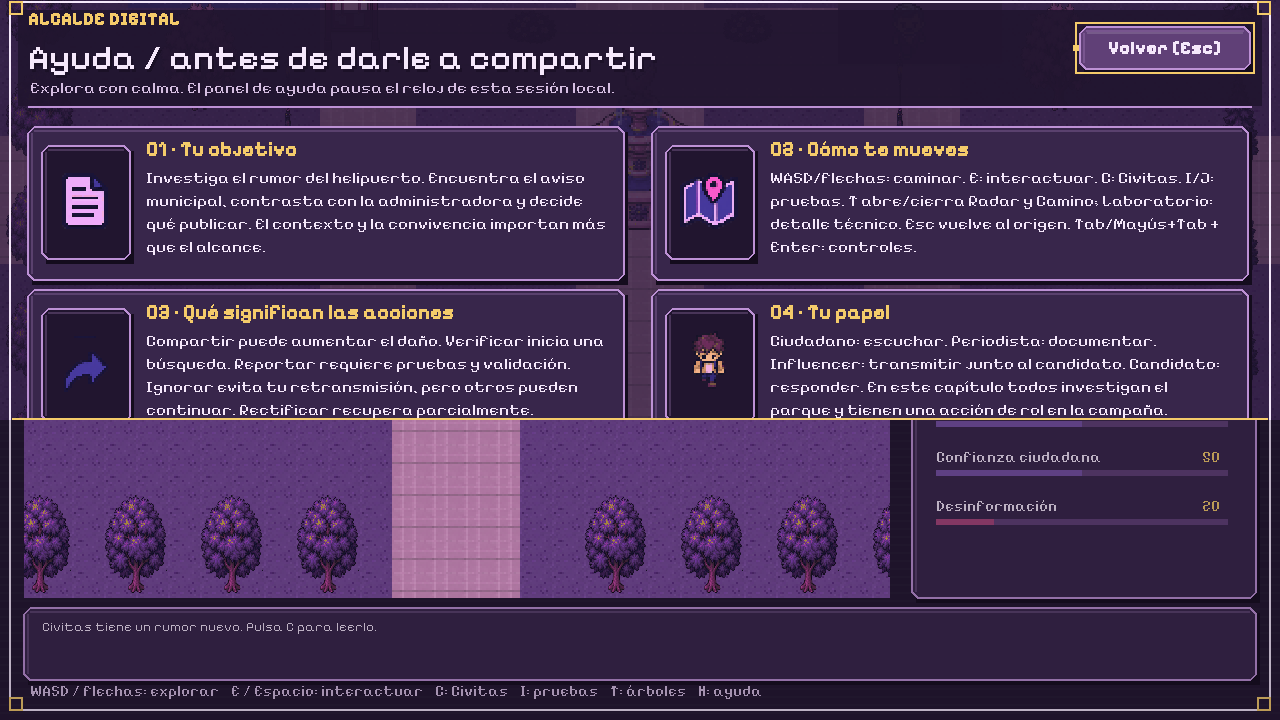 ALCALDE DIGITAL
Ayuda / antes de darle a compartir
Volver (Esc)
Explora con calma. El panel de ayuda pausa el reloj de esta sesión local.
01 · Tu objetivo
Investiga el rumor del helipuerto. Encuentra el aviso
municipal, contrasta con la administradora y decide
qué publicar. El contexto y la convivencia importan más
que el alcance.
02 · Cómo te mueves
WASD/flechas: caminar. E: interactuar. C: Civitas. I/J:
pruebas. T abre/cierra Radar y Camino; Laboratorio:
detalle técnico. Esc vuelve al origen. Tab/Mayús+Tab +
Enter: controles.
03 · Qué significan las acciones
Compartir puede aumentar el daño. Verificar inicia una
búsqueda. Reportar requiere pruebas y validación.
Ignorar evita tu retransmisión, pero otros pueden
continuar. Rectificar recupera parcialmente.
04 · Tu papel
Ciudadano: escuchar. Periodista: documentar.
Influencer: transmitir junto al candidato. Candidato:
responder. En este capítulo todos investigan el
parque y tienen una acción de rol en la campaña.
Confianza ciudadana 50
Desinformación 20
Civitas tiene un rumor nuevo. Pulsa C para leerlo.
WASD / flechas: explorar E / Espacio: interactuar C: Civitas I: pruebas T: árboles H: ayuda